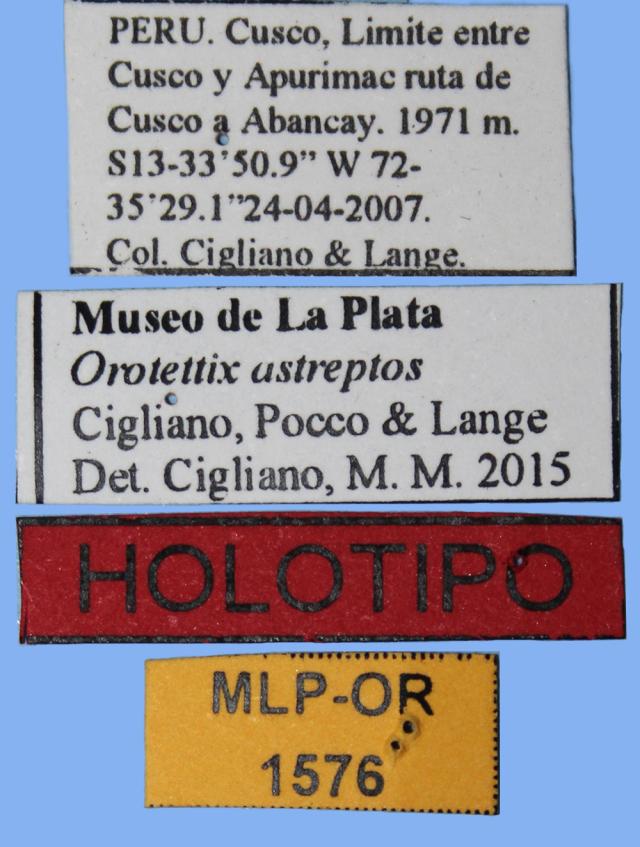 PERU. Cusco, Limite entre
Cusco y Apurimac ruta de
Cusco a Abancay. 1971 m.
S13-33'50.9" W 72-
35'29.1"24-04-2007.
Col. Cigliano & Lange.
Museo de La Plata
Orotettix astreptos
Cigliano, Pocco & Lange
Det. Cigliano, M. M. 2015
HOLOTIPO
MLP-OR
1576